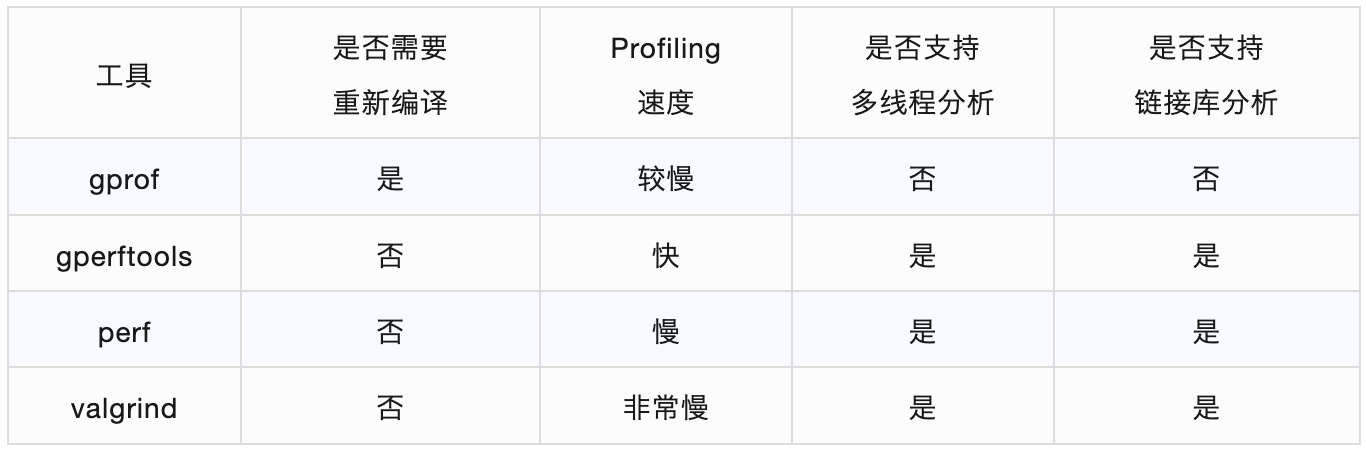 工具
是否需要
重新编译
Profiling
速度
是否支持
多线程分析
是否支持
链接库分析
gprof 是 较慢 否 否
gperftools 否 快 是 是
perf 否 慢 是 是
valgrind 否 非常慢 是 是